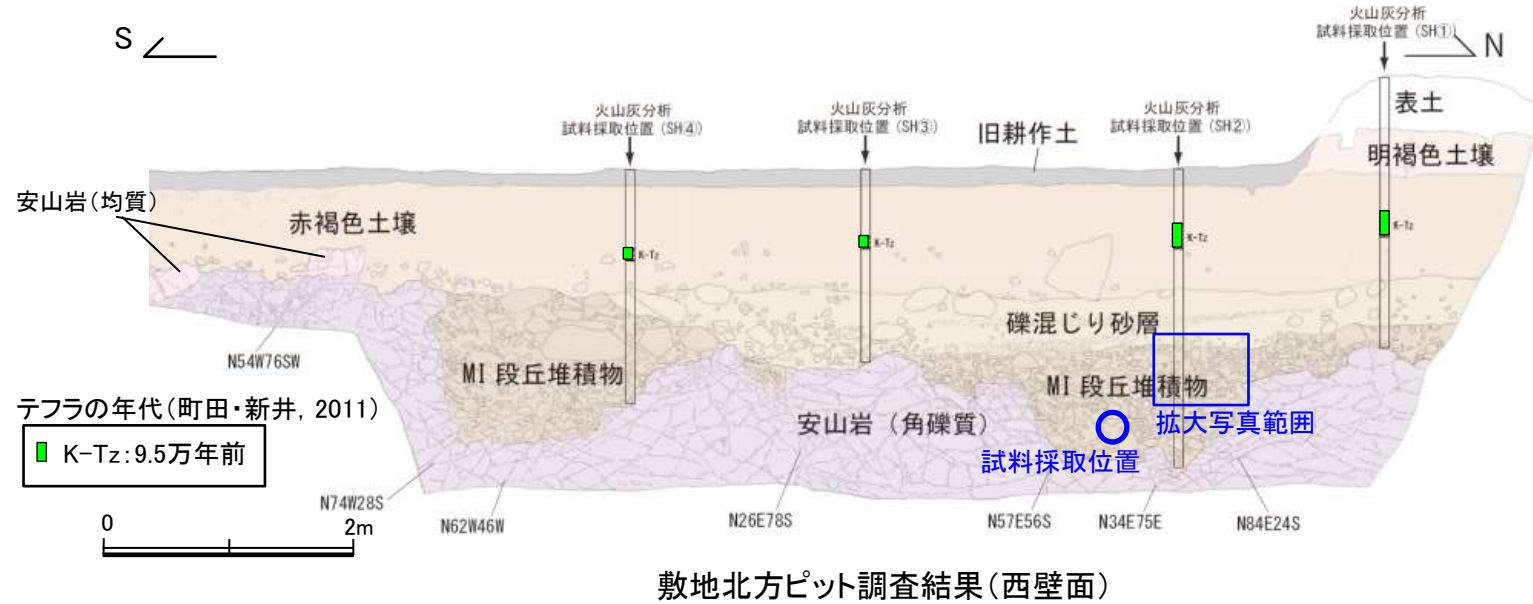 S
N
火山灰分析
試料採取位置(SH①)
火山灰分析
試料採取位置(SH④)
火山灰分析
試料採取位置(SH③)
火山灰分析
試料採取位置(SH②)
旧耕作土
表土
明褐色土壌
安山岩(均質)
赤褐色土壌
K-Tz
K-Tz
K-Tz
K-Tz
礫混じり砂層
N54W76SW
MI 段丘堆積物
MI 段丘堆積物
テフラの年代(町田・新井, 2011)
K-Tz:9.5万年前
安山岩(角礫質)
拡大写真範囲
試料採取位置
N74W28S
N62W46W
N26E78S
N57E56S
N34E75E
N84E24S
0
2m
敷地北方ピット調査結果(西壁面)